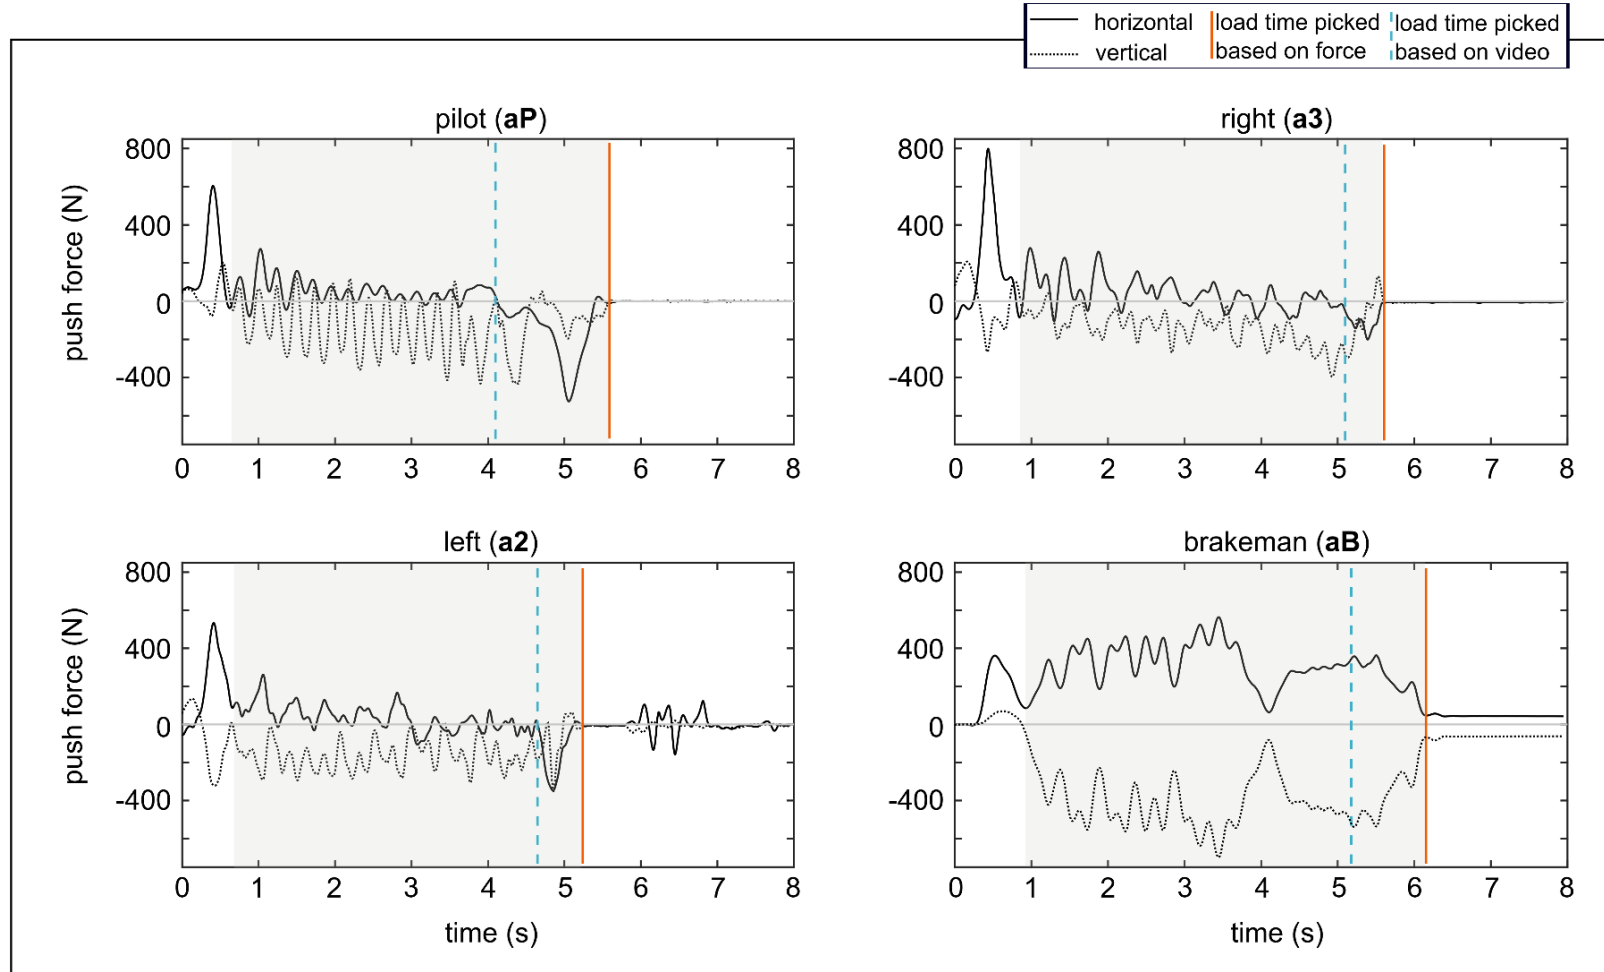 horizontal
vertical
load time picked
based on force
load time picked
based on video
pilot (aP)
push force (N)
800
400
0
-400
0 1 2 3 4 5 6 7 8
right (a3)
800
400
0
-400
0 1 2 3 4 5 6 7 8
left (a2)
push force (N)
800
400
0
-400
0 1 2 3 4 5 6 7 8
time (s)
brakeman (aB)
800
400
0
-400
0 1 2 3 4 5 6 7 8
time (s)